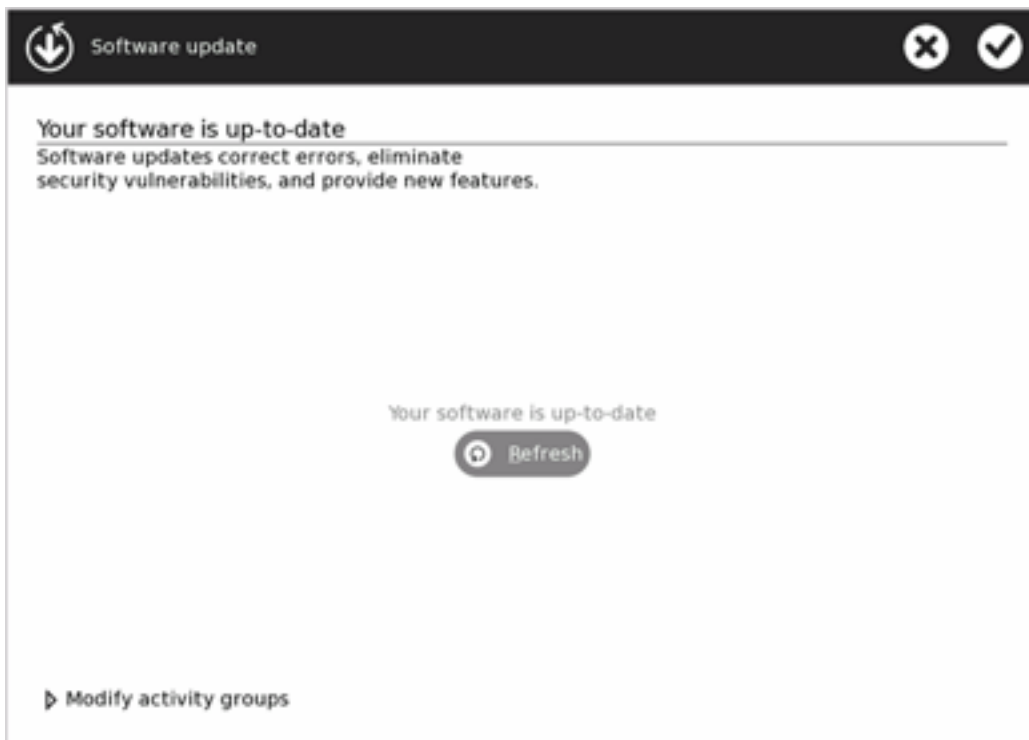 Software update
Your software is up-to-date
Software updates correct errors, eliminate
security vulnerabilities, and provide new features.
Your software is up-to-date
Refresh
Modify activity groups